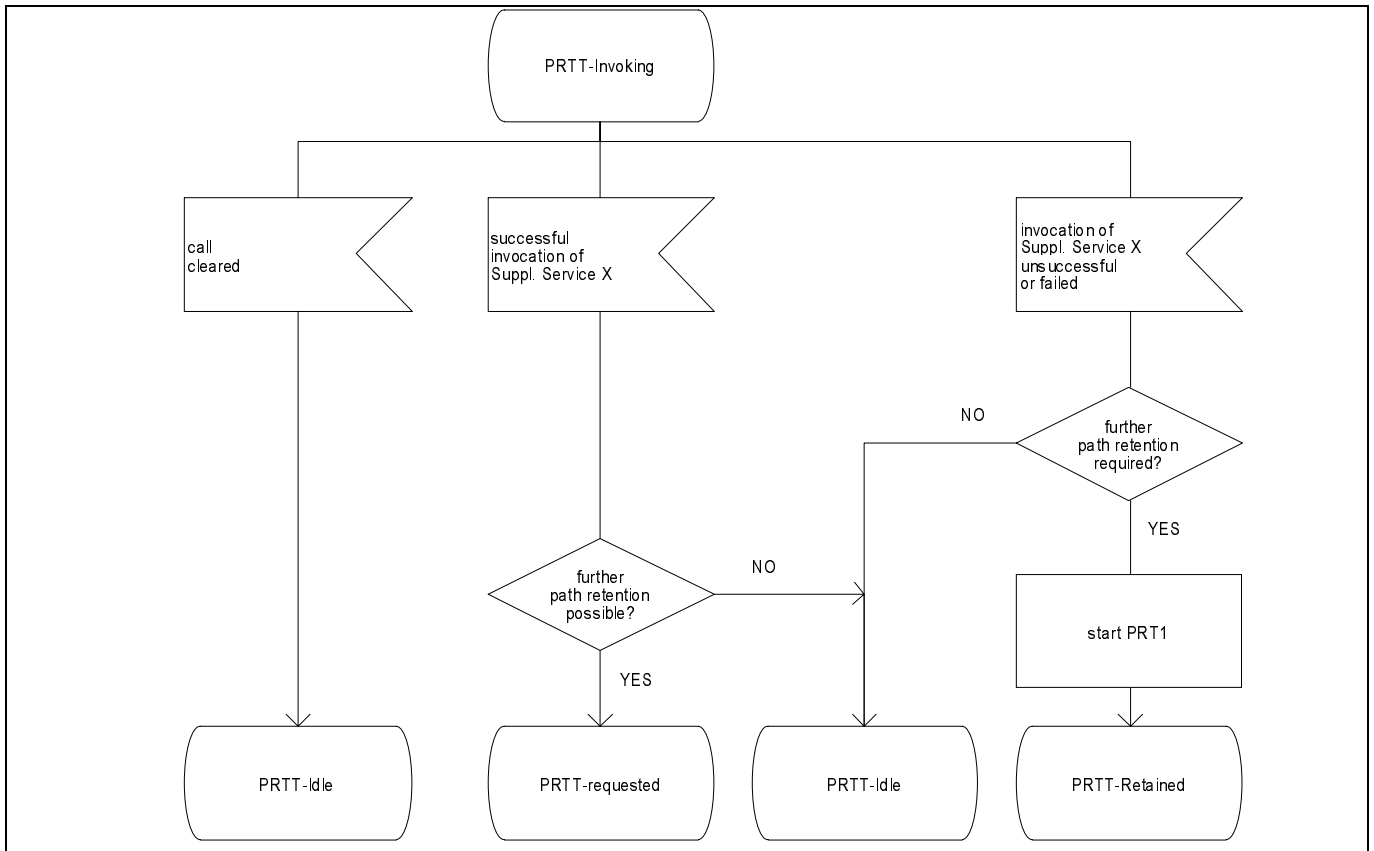 PRTT-Invoking
call
cleared
successful
invocation of
Suppl. Service X
invocation of
Suppl. Service X
unsuccessful
or failed
NO
further
path retention
required?
YES
further
path retention
possible?
NO
YES
start PRT1
PRTT-Idle
PRTT-requested
PRTT-Idle
PRTT-Retained